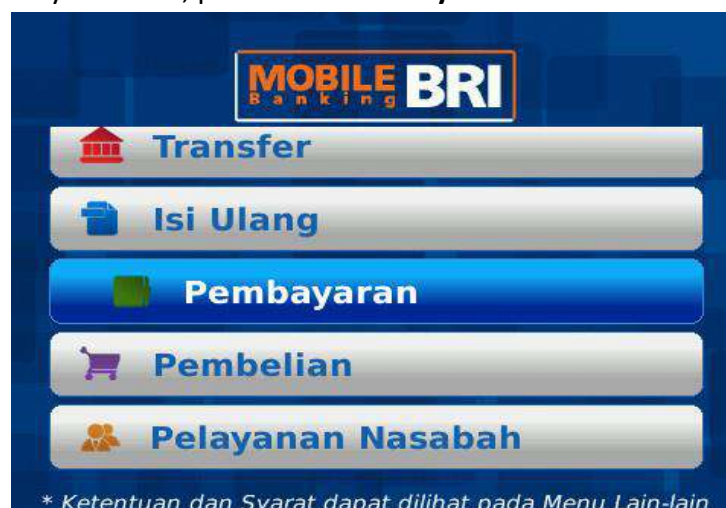 MOBILE BRI
Banking
Transfer
Isi Ulang
Pembayaran
Pembelian
Pelayanan Nasabah
* Ketentuan dan Syarat dapat dilihat pada Menu Lain-lain